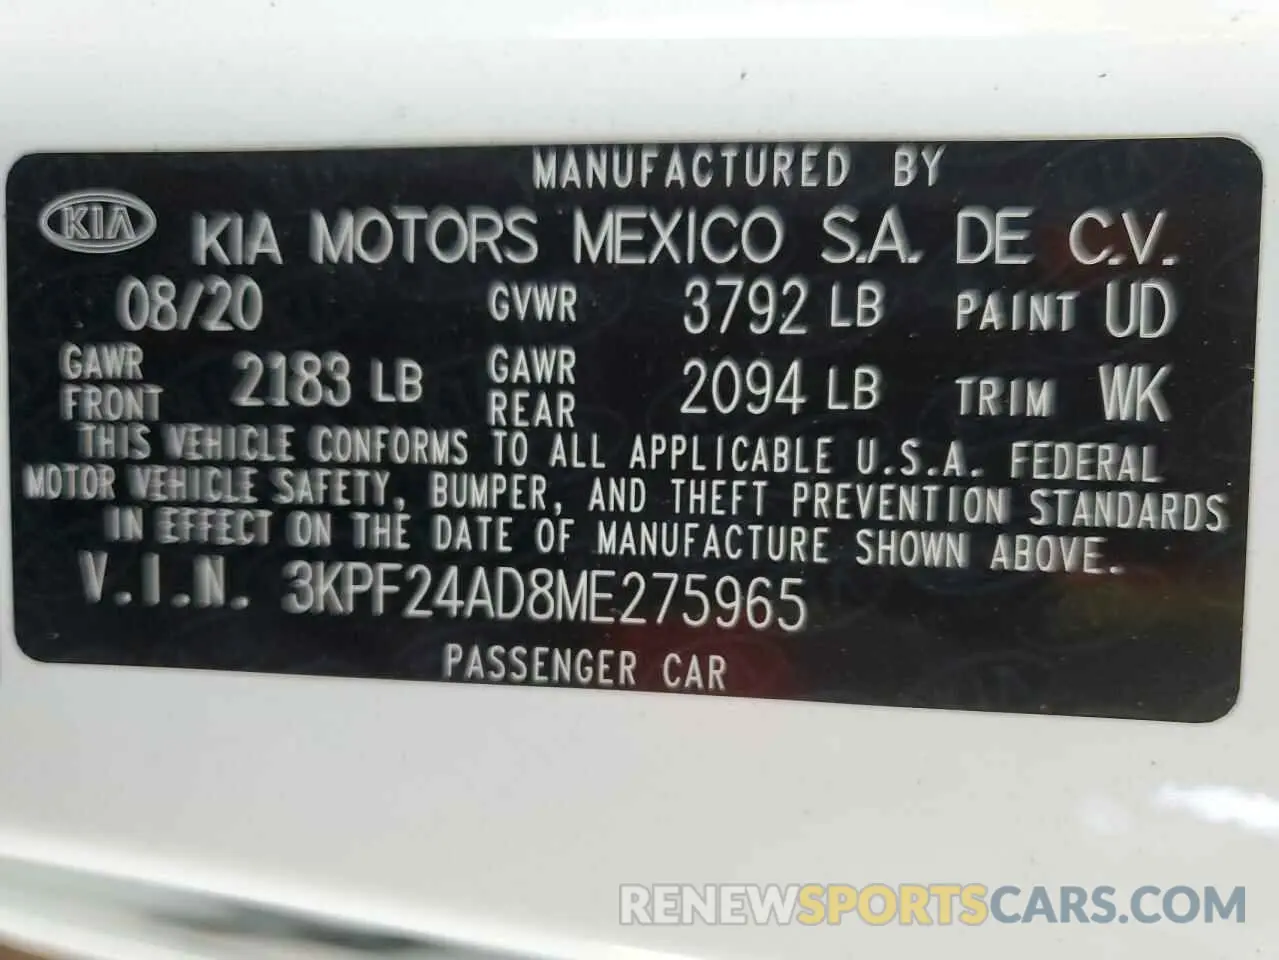 MANUFACTURED BY
KIA KIA MOTORS MEXICO S.A. DE C.V.
08/20 GVWR 3792 LB PAINT UD
GAWR FRONT 2183 LB GAWR REAR 2094 LB TRIM WK
THIS VEHICLE CONFORMS TO ALL APPLICABLE U.S.A. FEDERAL
MOTOR VEHICLE SAFETY, BUMPER, AND THEFT PREVENTION STANDARDS
IN EFFECT ON THE DATE OF MANUFACTURE SHOWN ABOVE.
V.I.N. 3KPF24AD8ME275965
PASSENGER CAR
RENEWSPORTSCARS.COM